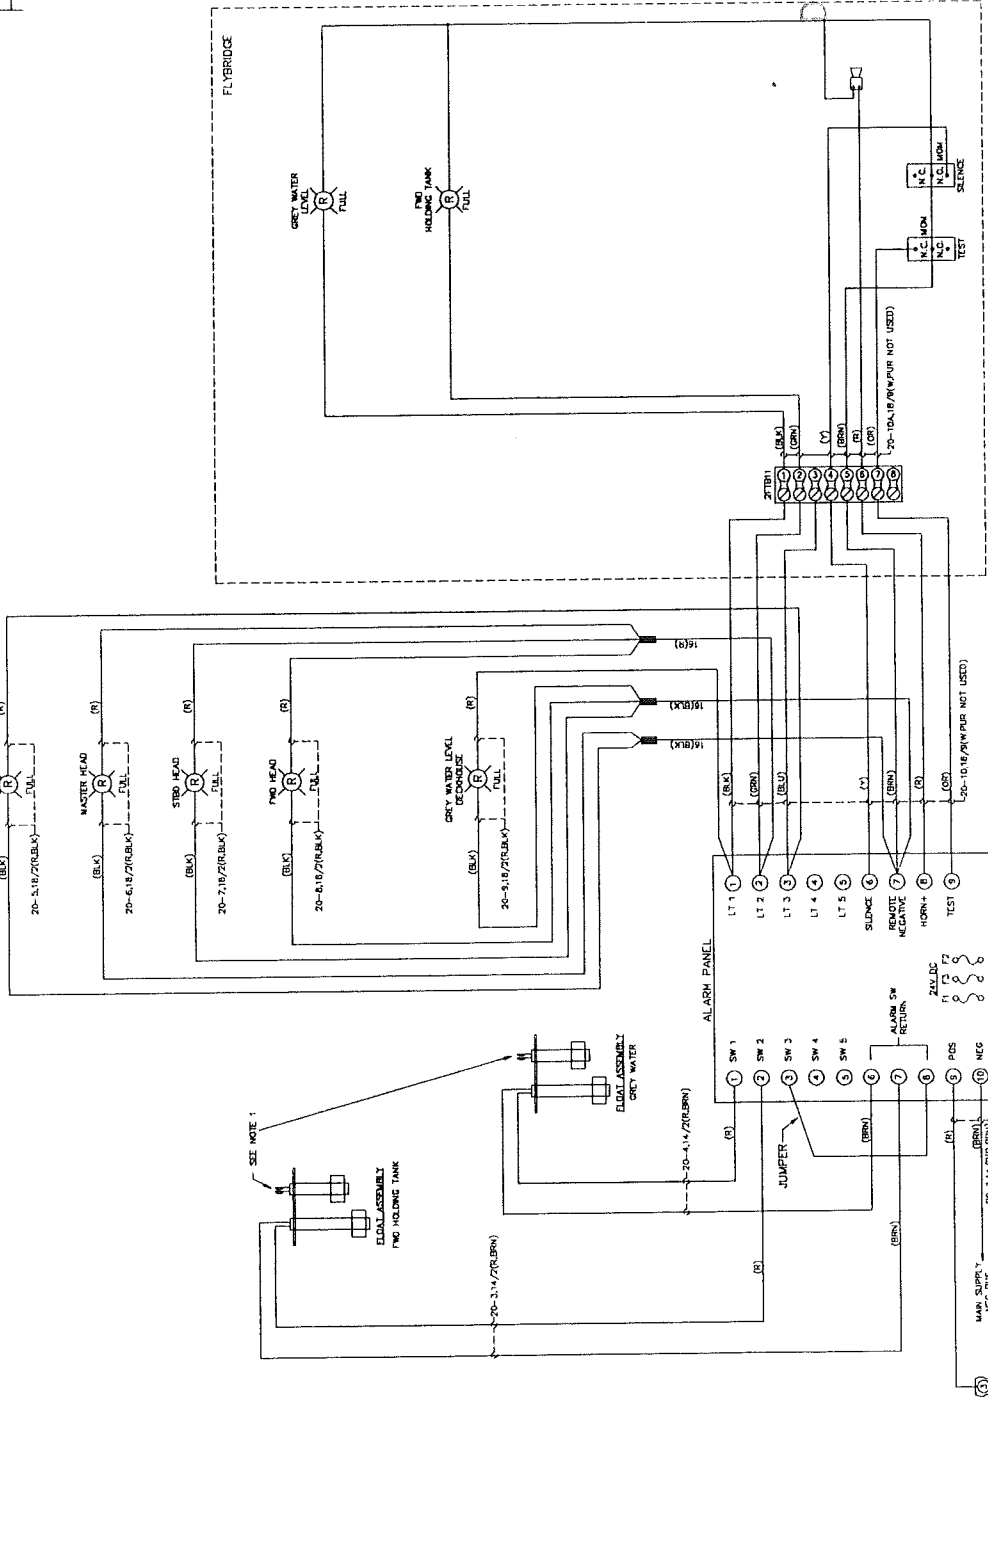 FLYBRIDGE
GREY WATER
LEVEL
R
FULL
FWD
HOLDING TANK
R
FULL
N.C.
N.C. MOM
SILENCE
N.C. MOM
N.C.
TEST
20-10A,18/9(W,PUR NOT USED)
(BLK)
(GRN)
(Y)
(BRN)
(R)
(OR)
2FTB11
1
2
3
4
5
6
7
8
16(R)
16(BLK)
16(BLK)
(R)
R
FULL
(BLK)
20-5,18/2(R,BLK)
(R)
MASTER HEAD
R
FULL
(BLK)
20-6,18/2(R,BLK)
(R)
STBD HEAD
R
FULL
(BLK)
20-7,18/2(R,BLK)
(R)
FWD HEAD
R
FULL
(BLK)
20-8,18/2(R,BLK)
(R)
GREY WATER LEVEL
DECKHOUSE
R
FULL
(BLK)
20-9,18/2(R,BLK)
(BLK)
(GRN)
(BLU)
(Y)
(BRN)
(R)
(OR)
20-10,18/9(W,PUR NOT USED)
ALARM PANEL
1
LT 1
2
LT 2
3
LT 3
4
LT 4
5
LT 5
6
SILENCE
7
REMOTE
NEGATIVE
8
HORN+
9
TEST
24V DC
F1
F3
F2
ALARM SW
RETURN
1
SW 1
2
SW 2
3
SW 3
4
SW 4
5
SW 5
6
7
8
9
POS
10
NEG
SEE NOTE 1
FLOAT ASSEMBLY
GREY WATER
FLOAT ASSEMBLY
FWD HOLDING TANK
20-4,14/2(R,BRN)
20-3,14/2(R,BRN)
JUMPER
(R)
(R)
(BRN)
(BRN)
(R)
(BRN)
MAIN SUPPLY